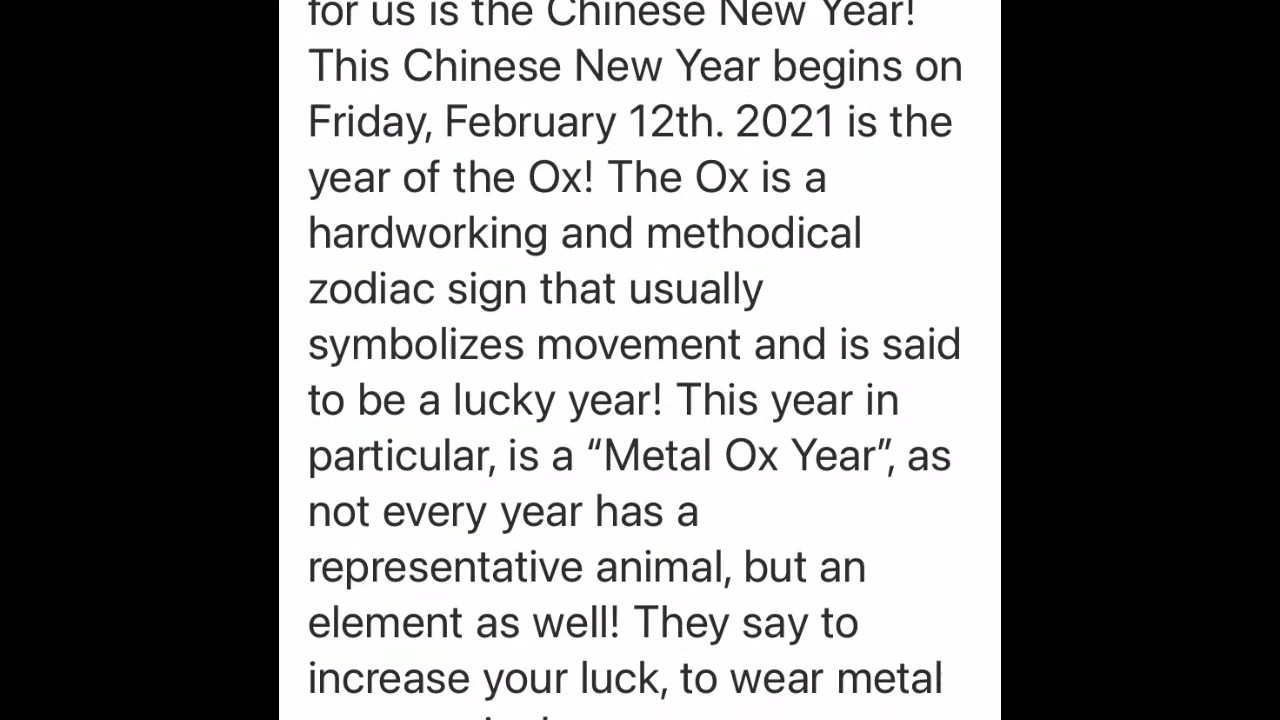 for us is the Chinese New Year!
This Chinese New Year begins on
Friday, February 12th. 2021 is the
year of the Ox! The Ox is a
hardworking and methodical
zodiac sign that usually
symbolizes movement and is said
to be a lucky year! This year in
particular, is a “Metal Ox Year”, as
not every year has a
representative animal, but an
element as well! They say to
increase your luck, to wear metal